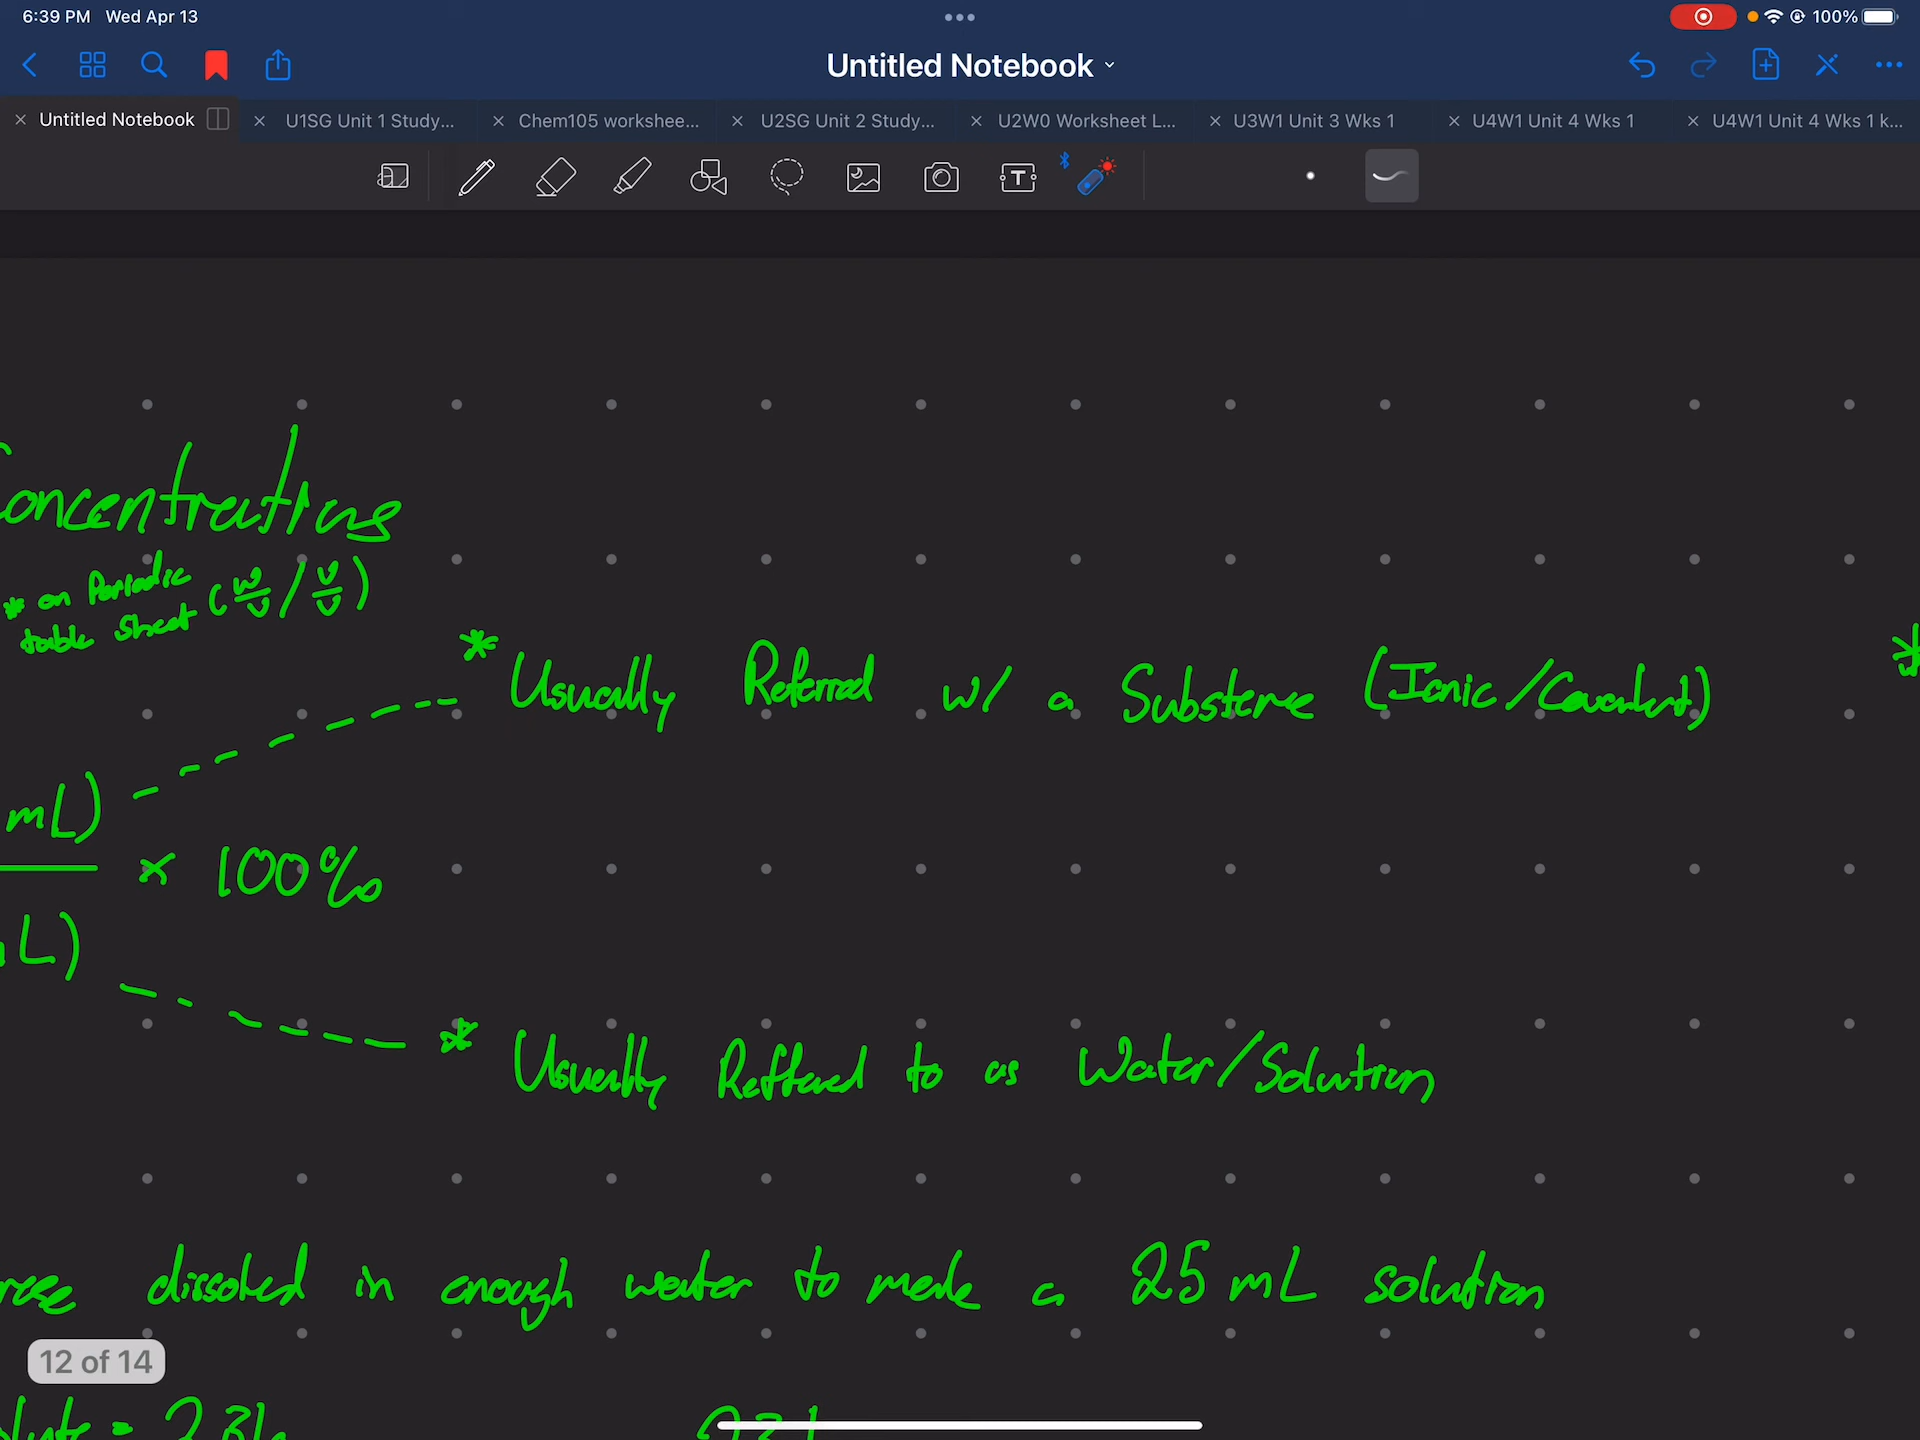 6:39 PM Wed Apr 13
100%
Untitled Notebook
Untitled Notebook
U1SG Unit 1 Study...
Chem105 workshee...
U2SG Unit 2 Study...
U2W0 Worksheet L...
U3W1 Unit 3 Wks 1
U4W1 Unit 4 Wks 1
U4W1 Unit 4 Wks 1 k...
T
Concentrations
* on Periodic
table sheet (w/v / v/v)
* Usually Referred w/ a Substance (Ionic/Covalent)
*
mL)
× 100%
mL)
* Usually Reffered to as Water/Solution
dissolved in enough water to make a 25 mL solution
12 of 14